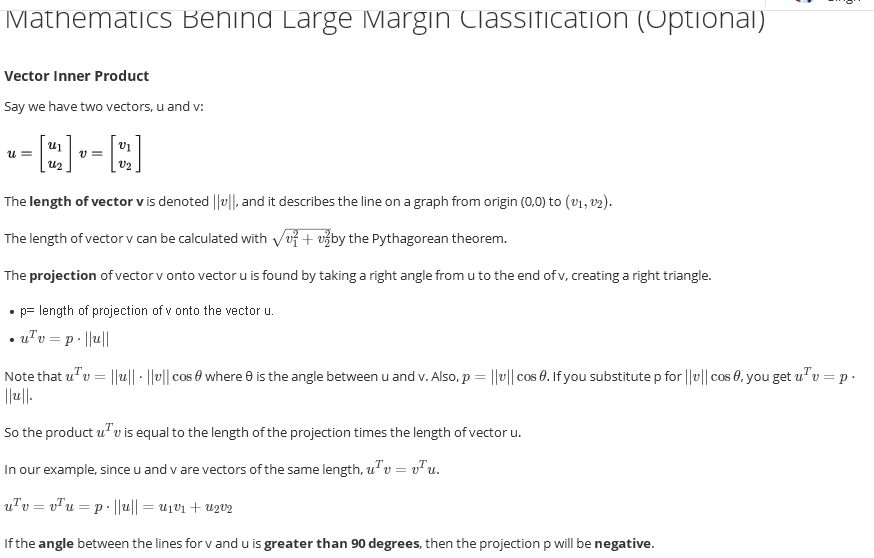 Mathematics Behind Large Margin Classification (Optional)
Vector Inner Product
Say we have two vectors, u and v:
u = [u₁ u₂] v = [v₁ v₂]
The length of vector v is denoted ||v||, and it describes the line on a graph from origin (0,0) to (v₁, v₂).
The length of vector v can be calculated with √(v₁² + v₂²) by the Pythagorean theorem.
The projection of vector v onto vector u is found by taking a right angle from u to the end of v, creating a right triangle.
• p= length of projection of v onto the vector u.
• uᵀv = p · ||u||
Note that uᵀv = ||u|| · ||v|| cos θ where θ is the angle between u and v. Also, p = ||v|| cos θ. If you substitute p for ||v|| cos θ, you get uᵀv = p ·
||u||.
So the product uᵀv is equal to the length of the projection times the length of vector u.
In our example, since u and v are vectors of the same length, uᵀv = vᵀu.
uᵀv = vᵀu = p · ||u|| = u₁v₁ + u₂v₂
If the angle between the lines for v and u is greater than 90 degrees, then the projection p will be negative.